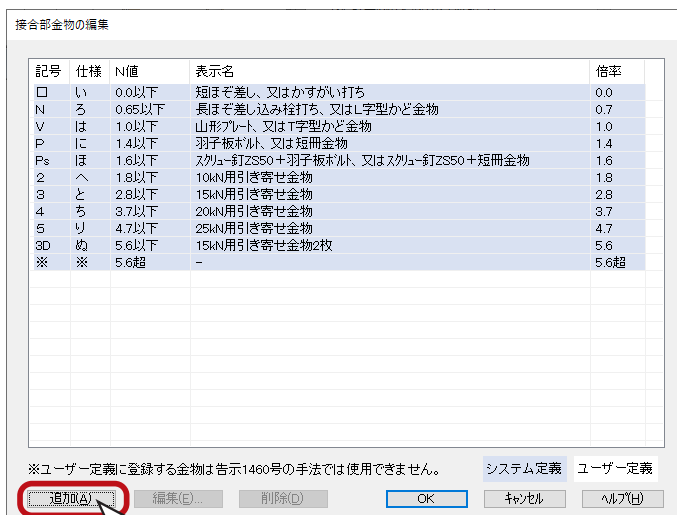 接合部金物の編集
記号 仕様 N値 表示名 倍率
ロ い 0.0以下 短ほぞ差し、又はかすがい打ち 0.0
N ろ 0.65以下 長ほぞ差し込み栓打ち、又はL字型かど金物 0.7
V は 1.0以下 山形プレート、又はT字型かど金物 1.0
P に 1.4以下 羽子板ボルト、又は短冊金物 1.4
Ps ほ 1.6以下 スクリュー釘ZS50+羽子板ボルト、又はスクリュー釘ZS50+短冊金物 1.6
2 へ 1.8以下 10kN用引き寄せ金物 1.8
3 と 2.8以下 15kN用引き寄せ金物 2.8
4 ち 3.7以下 20kN用引き寄せ金物 3.7
5 り 4.7以下 25kN用引き寄せ金物 4.7
3D ぬ 5.6以下 15kN用引き寄せ金物2枚 5.6
※ ※ 5.6超 - 5.6超
※ユーザー定義に登録する金物は告示1460号の手法では使用できません。 システム定義 ユーザー定義
追加(A)... 編集(E)... 削除(D) OK キャンセル ヘルプ(H)